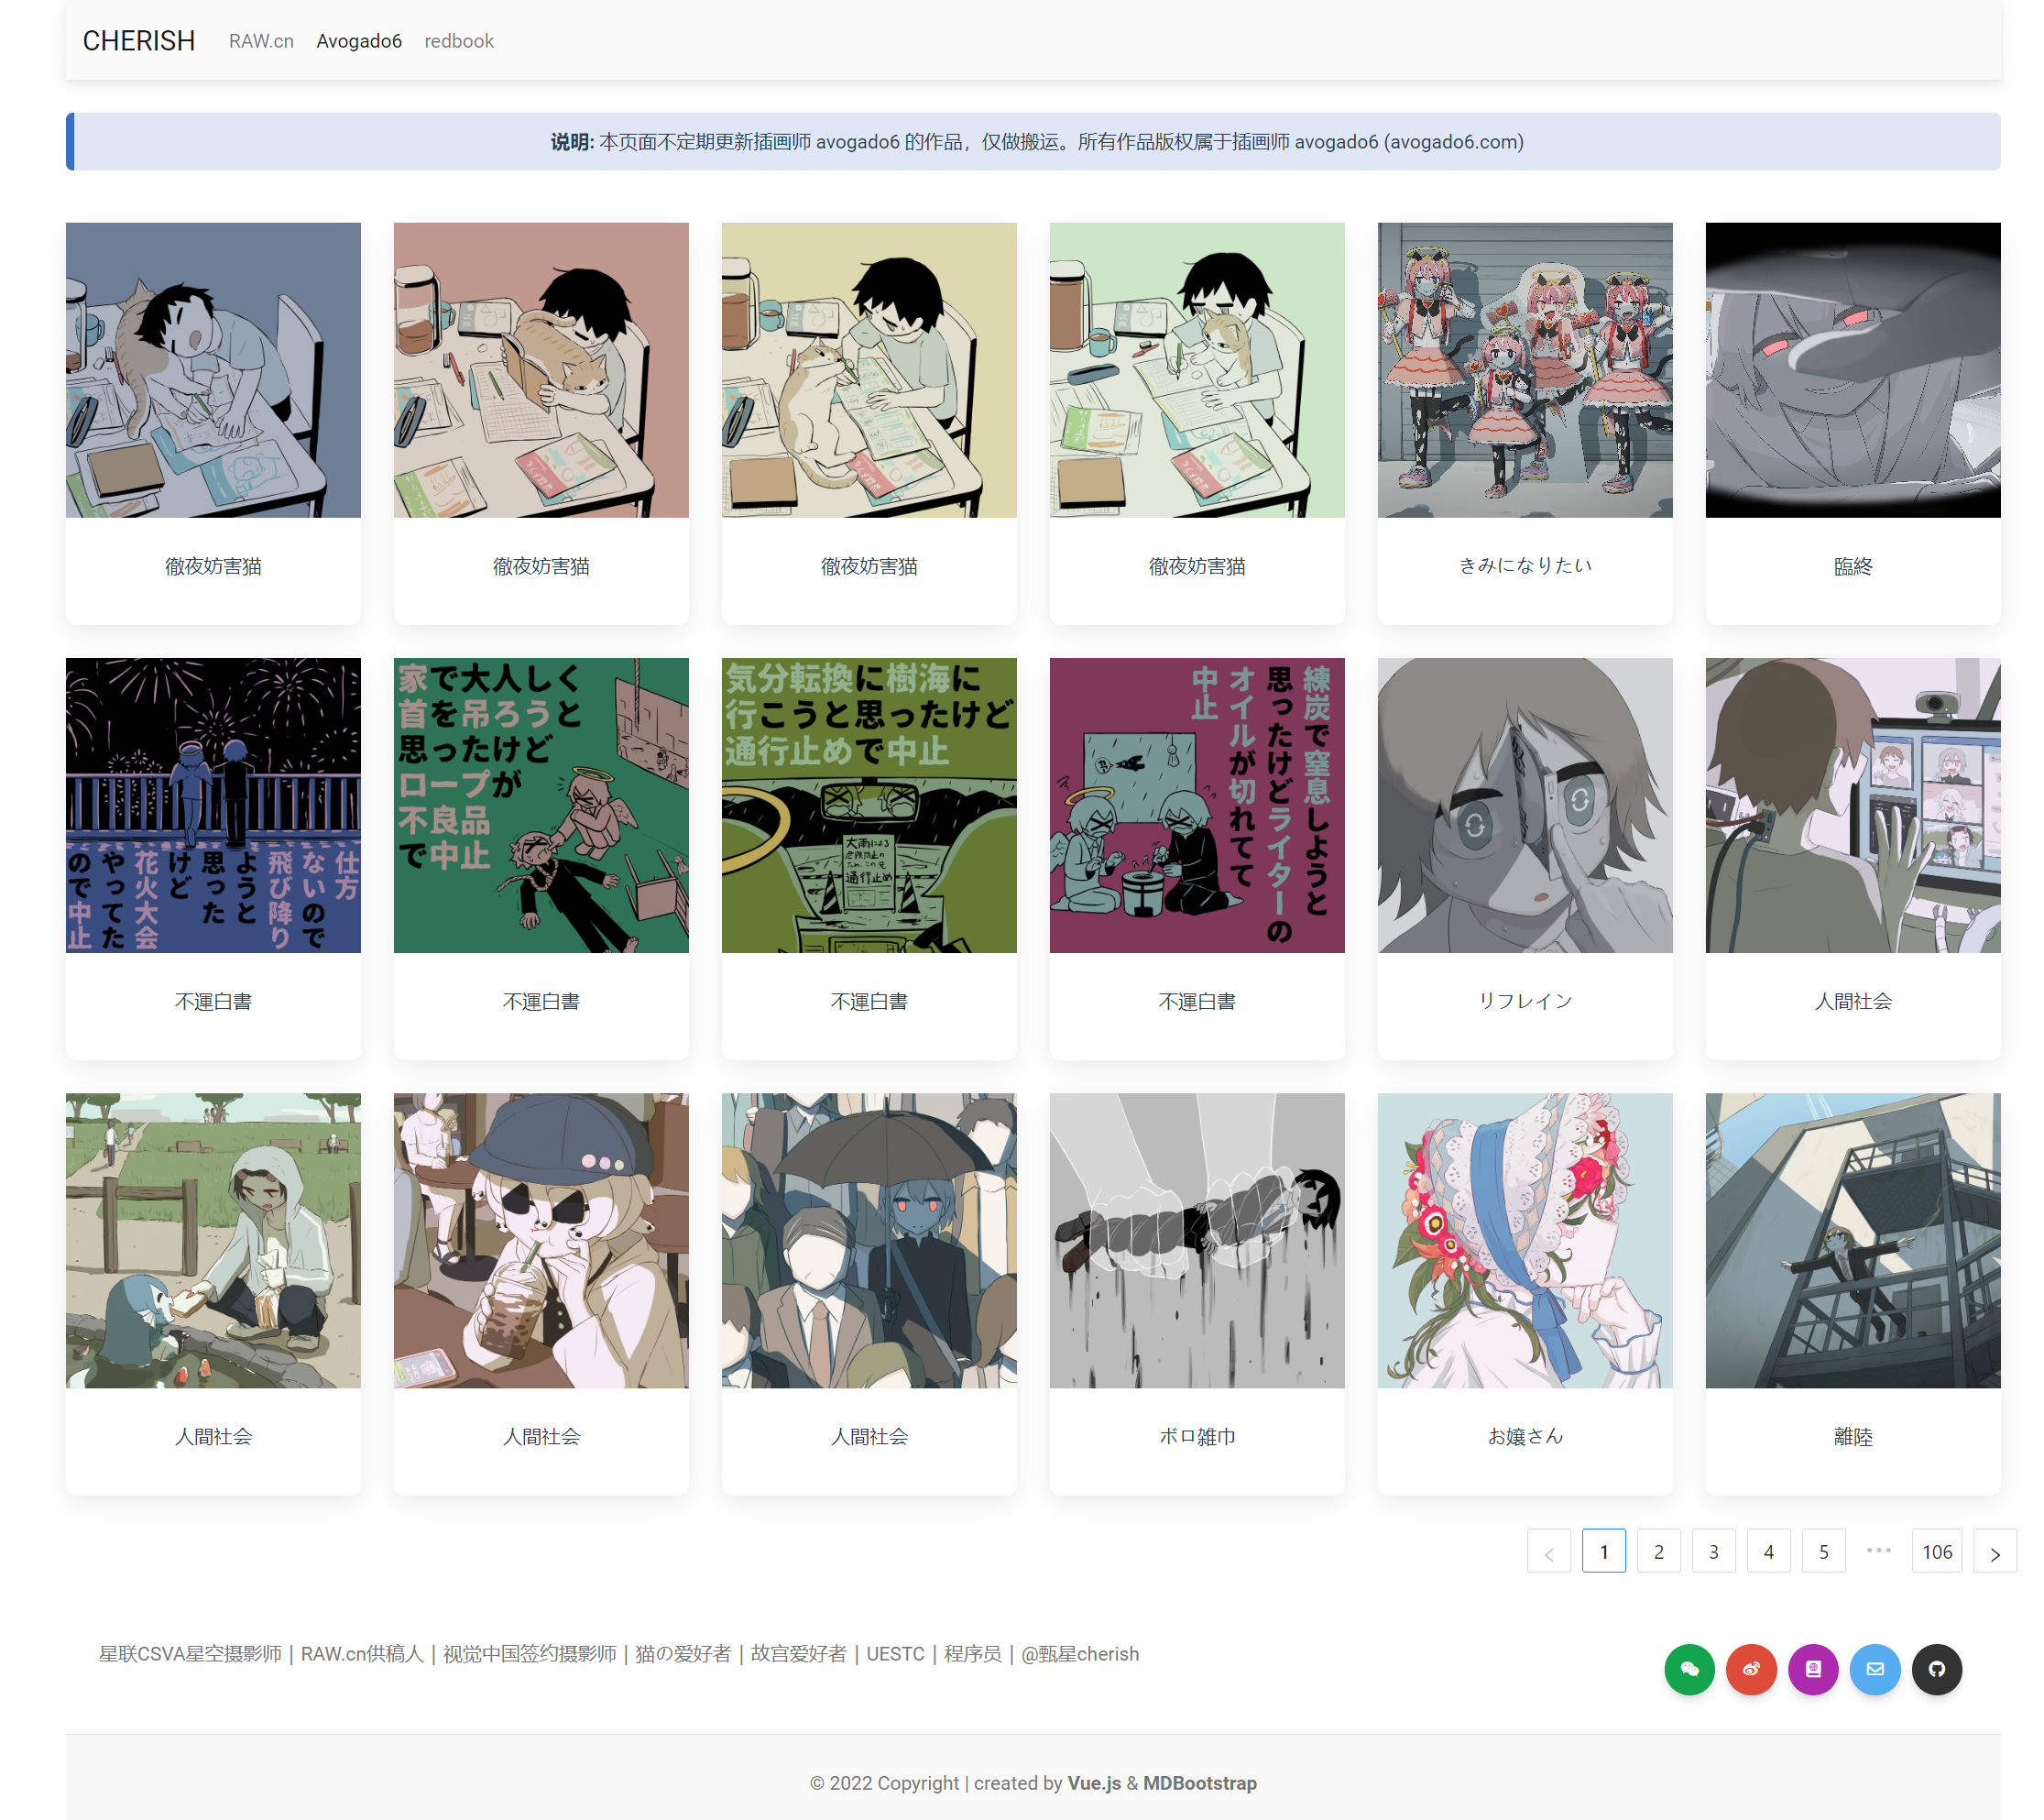 CHERISH RAW.cn Avogado6 redbook
说明: 本页面不定期更新插画师 avogado6 的作品，仅做搬运。所有作品版权属于插画师 avogado6 (avogado6.com)
徹夜妨害猫
徹夜妨害猫
徹夜妨害猫
徹夜妨害猫
きみになりたい
臨終
仕方
ないので
飛び降り
ようと
思った
けど
花火大会
やってた
ので中止
家で大人しく
首を吊ろうと
思ったけど
ロープが
不良品
で中止
気分転換に樹海に
行こうと思ったけど
通行止めで中止
大雨による
通行止め
練炭で窒息しようと
思ったけどライターの
オイルが切れてて
中止
不運白書
不運白書
不運白書
不運白書
リフレイン
人間社会
人間社会
人間社会
人間社会
ボロ雑巾
お嬢さん
離陸
< 1 2 3 4 5 ••• 106 >
星联CSVA星空摄影师 | RAW.cn供稿人 | 视觉中国签约摄影师 | 猫の爱好者 | 故宫爱好者 | UESTC | 程序员 | @甄星cherish
© 2022 Copyright | created by Vue.js & MDBootstrap